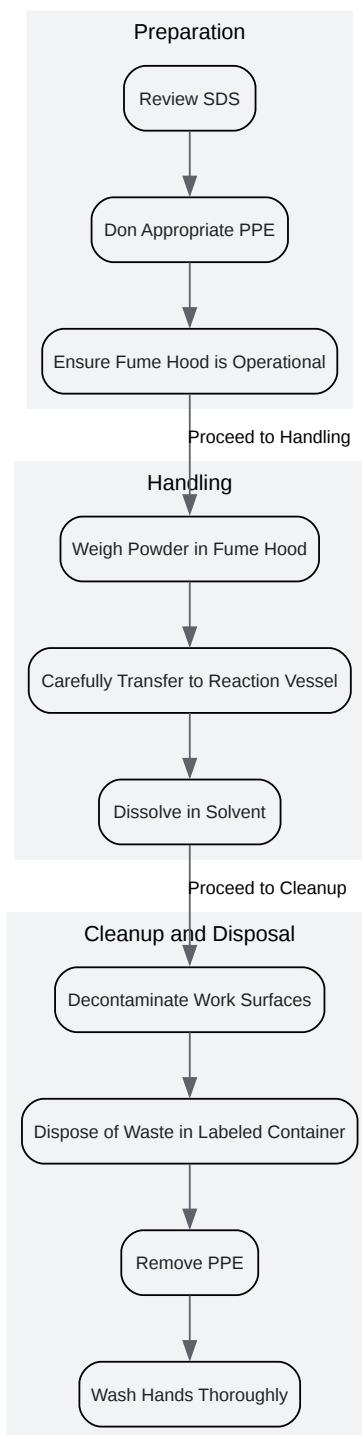 Preparation
Review SDS
Don Appropriate PPE
Ensure Fume Hood is Operational
Proceed to Handling
Handling
Weigh Powder in Fume Hood
Carefully Transfer to Reaction Vessel
Dissolve in Solvent
Proceed to Cleanup
Cleanup and Disposal
Decontaminate Work Surfaces
Dispose of Waste in Labeled Container
Remove PPE
Wash Hands Thoroughly